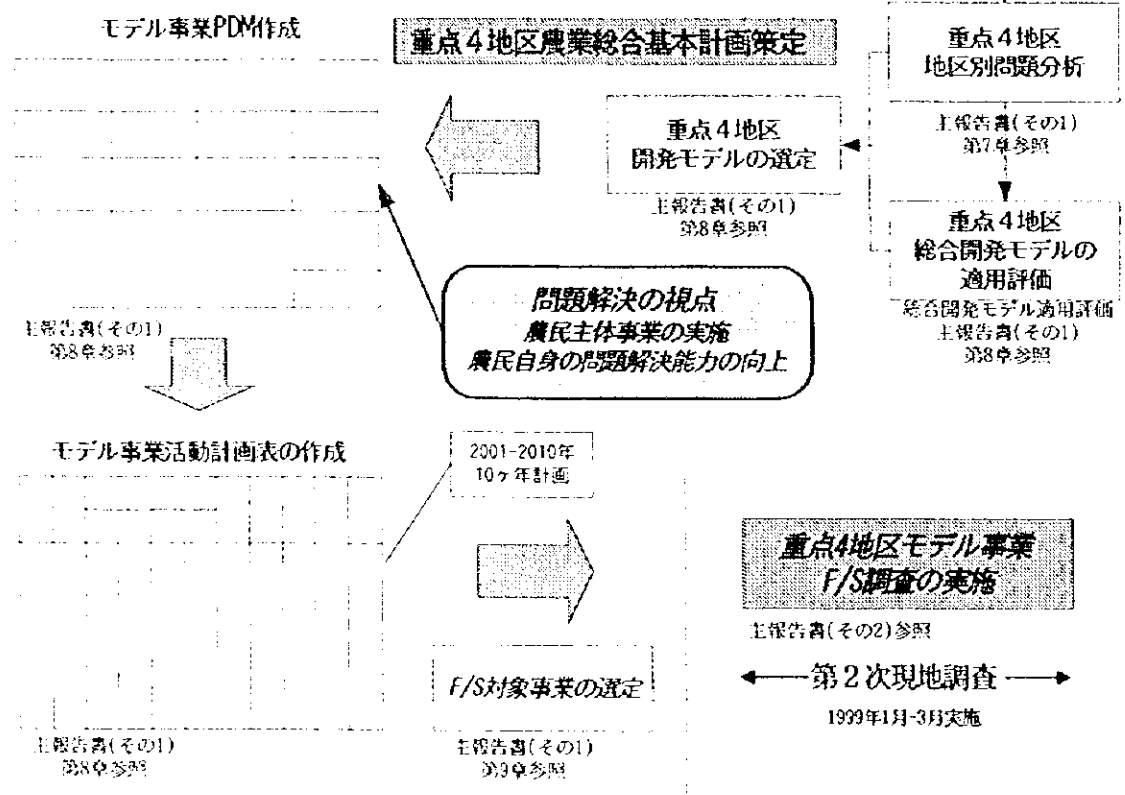 モデル事業PDM作成
重点4地区農業総合基本計画策定
重点4地区
地区別問題分析
主報告書(その1)
第7章参照
重点4地区
開発モデルの選定
主報告書(その1)
第8章参照
重点4地区
総合開発モデルの
適用評価
総合開発モデル適用評価
主報告書(その1)
第8章参照
問題解決の視点
農民主体事業の実施
農民自身の問題解決能力の向上
主報告書(その1)
第8章参照
モデル事業活動計画表の作成
2001-2010年
10ヶ年計画
主報告書(その1)
第8章参照
F/S対象事業の選定
主報告書(その1)
第9章参照
重点4地区モデル事業
F/S調査の実施
主報告書(その2)参照
第2次現地調査
1999年1月-3月実施